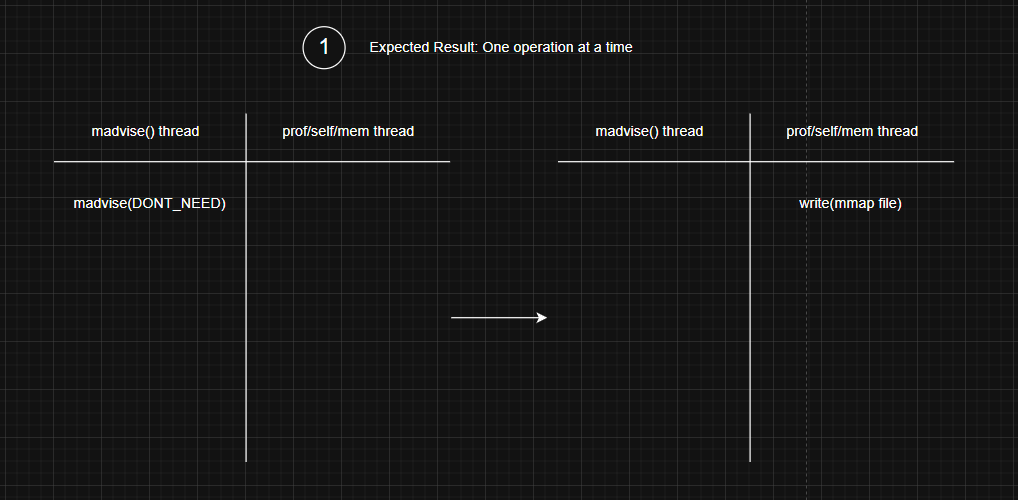 1
Expected Result: One operation at a time
madvise() thread
prof/self/mem thread
madvise() thread
prof/self/mem thread
madvise(DONT_NEED)
write(mmap file)